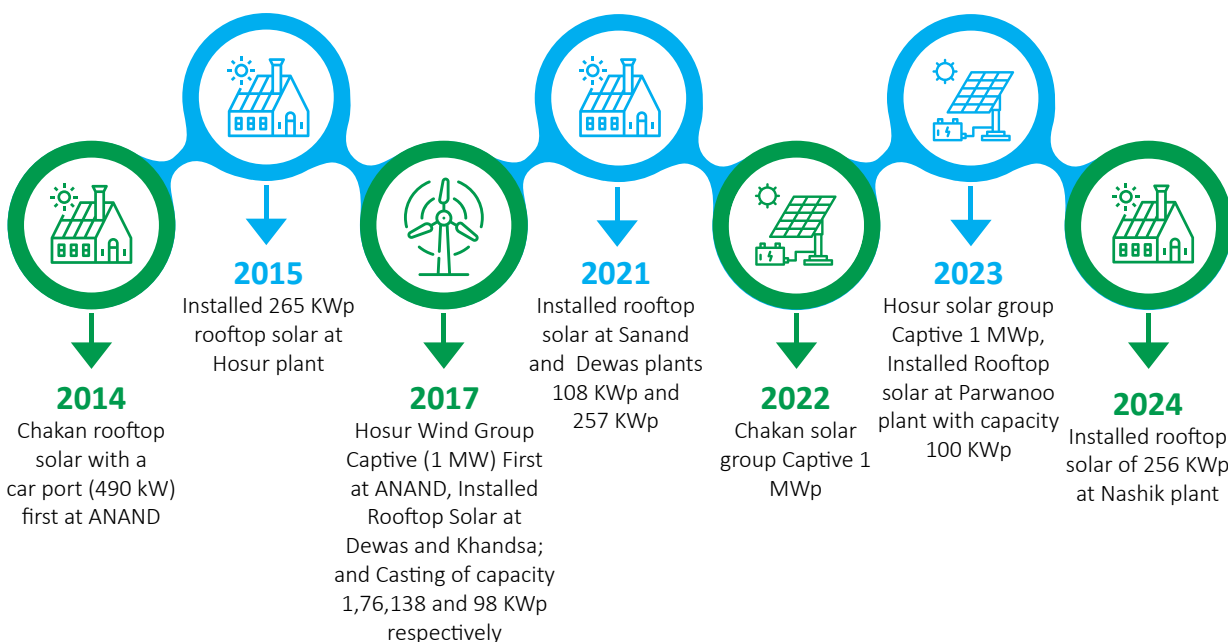 2014
Chakan rooftop
solar with a
car port (490 kW)
first at ANAND
2015
Installed 265 KWp
rooftop solar at
Hosur plant
2017
Hosur Wind Group
Captive (1 MW) First
at ANAND, Installed
Rooftop Solar at
Dewas and Khandsa;
and Casting of capacity
1,76,138 and 98 KWp
respectively
2021
Installed rooftop
solar at Sanand
and Dewas plants
108 KWp and
257 KWp
2022
Chakan solar
group Captive 1
MWp
2023
Hosur solar group
Captive 1 MWp,
Installed Rooftop
solar at Parwanoo
plant with capacity
100 KWp
2024
Installed rooftop
solar of 256 KWp
at Nashik plant